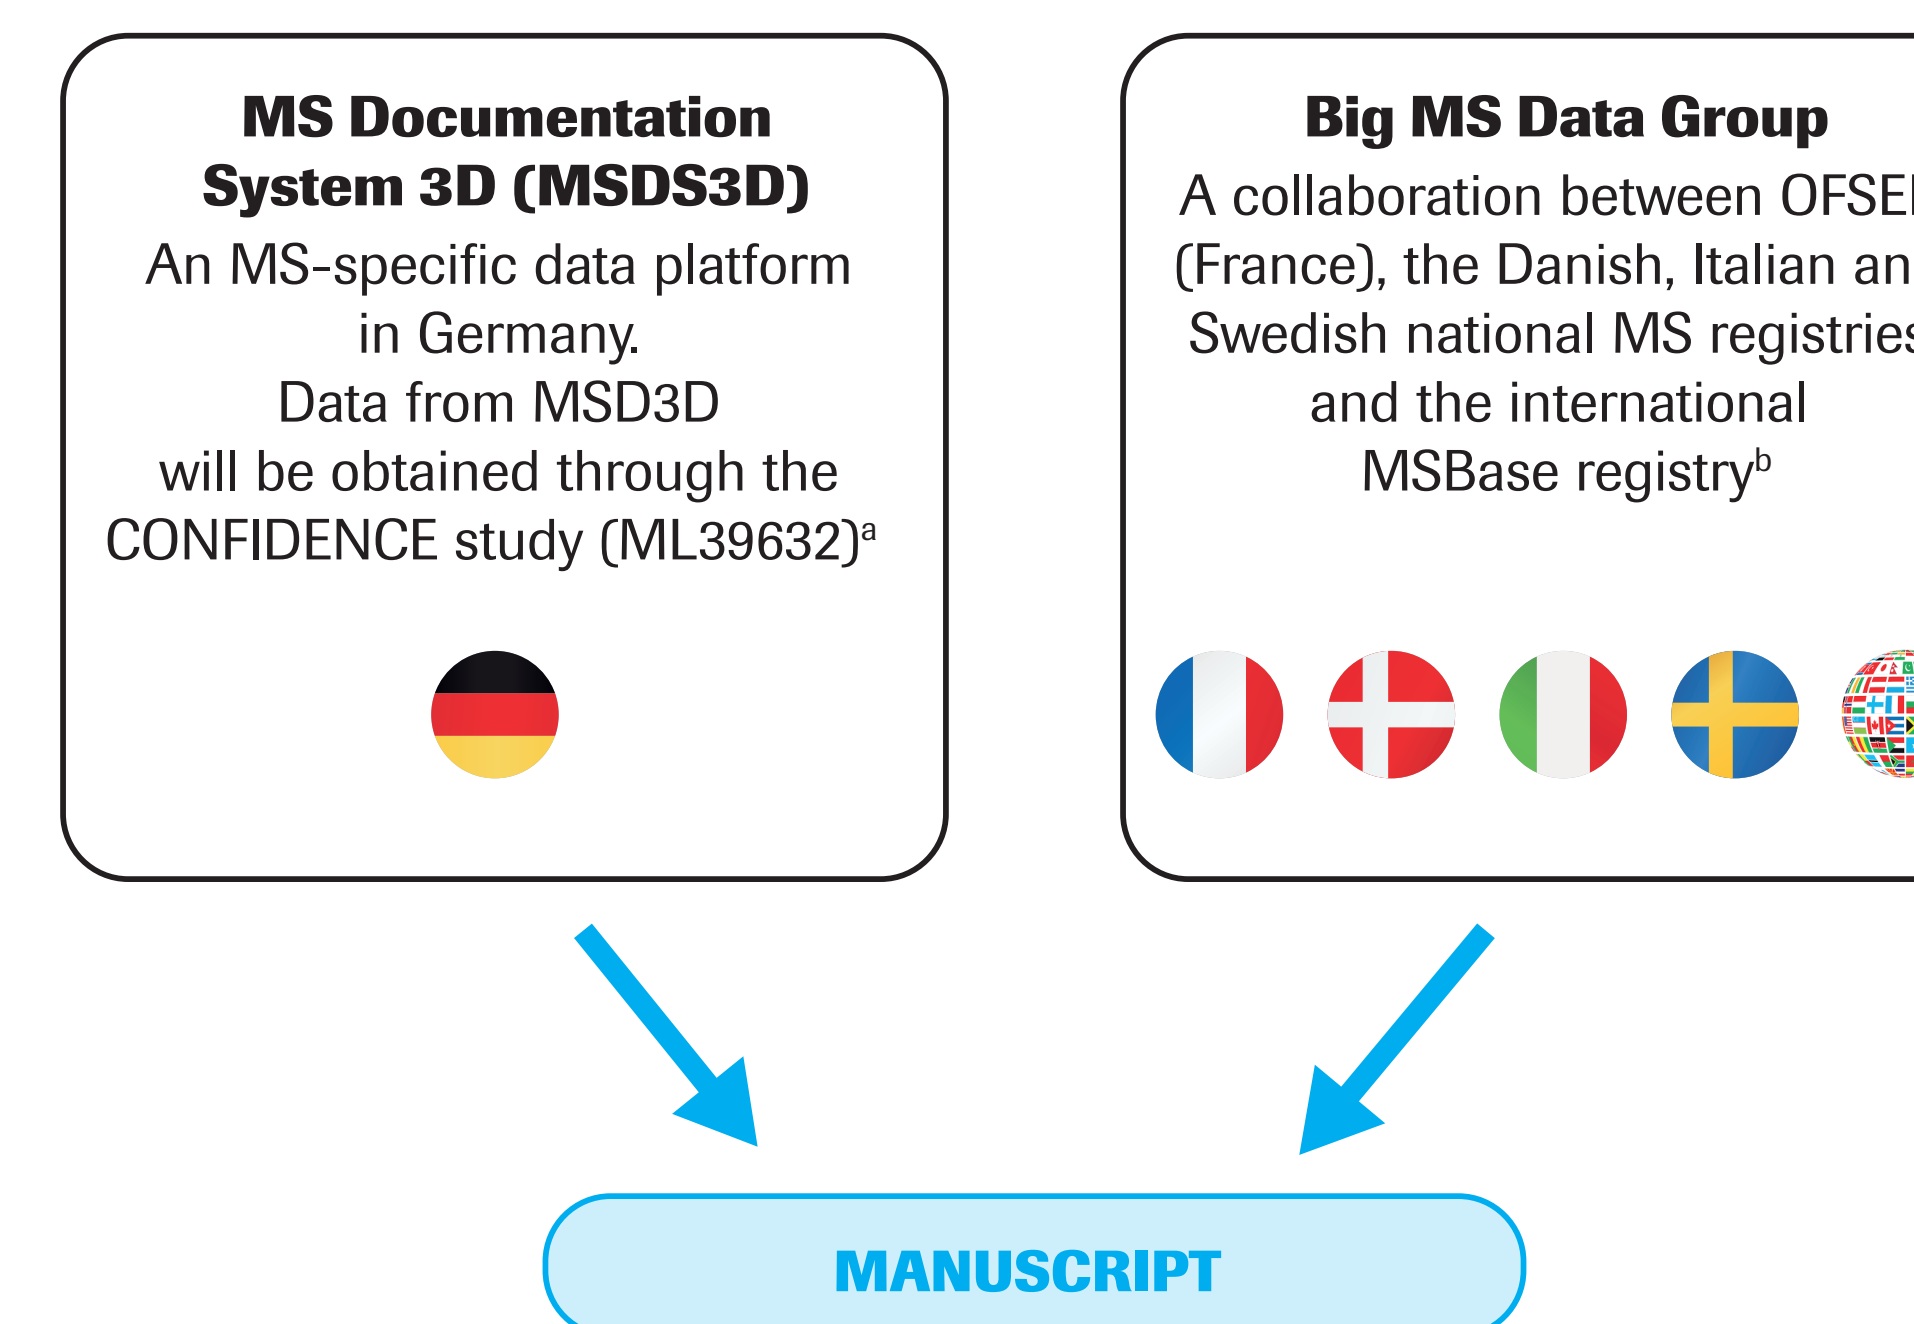 MS Documentation
System 3D (MSDS3D)
An MS-specific data platform
in Germany.
Data from MSD3D
will be obtained through the
CONFIDENCE study (ML39632)ᵃ
Big MS Data Group
A collaboration between
(France), the Danish, Italian
Swedish national MS registries
and the international
MSBase registryᵇ
MANUSCRIPT